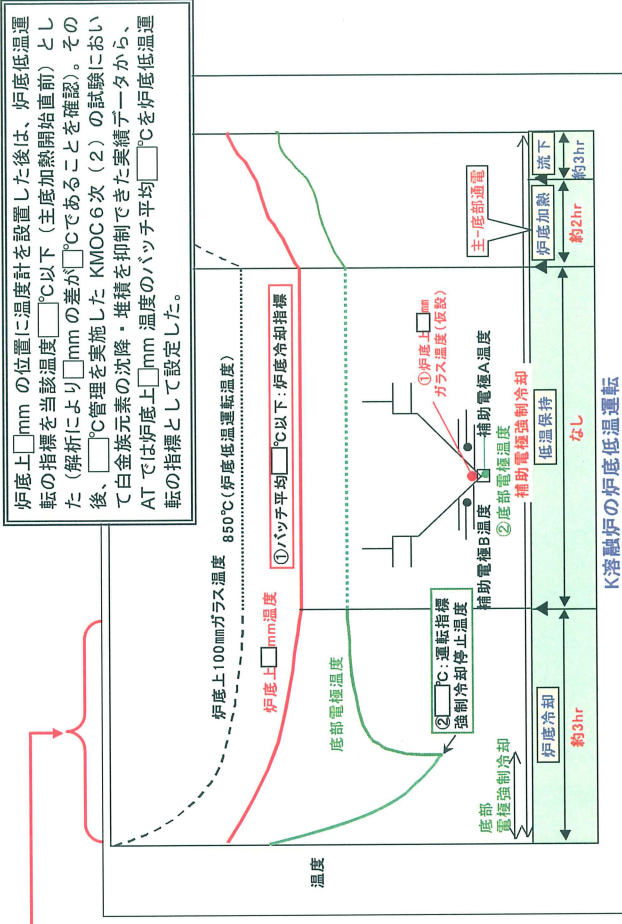 炉底上□mm の位置に温度計を設置した後は、炉底低温運
転の指標を当該温度□℃以下（主底加熱開始直前）とし
た（解析により□mmの差が□℃であることを確認）。その
後、□℃管理を実施した KMOC６次（２）の試験におい
て白金族元素の沈降・堆積を抑制できた実績データから、
AT では炉底上□mm 温度のバッチ平均□℃を炉底低温運
転の指標として設定した。
温度
炉底上100mmガラス温度
850℃(炉底低温運転温度)
炉底上□mm温度
①バッチ平均□℃以下:炉底冷却指標
底部電極温度
②□℃:運転指標
強制冷却停止温度
①炉底上□mm
ガラス温度(仮設)
補助電極B温度
補助電極A温度
②底部電極温度
補助電極強制冷却
底部
電極強制冷却
主-底部通電
炉底冷却
約3hr
低温保持
なし
炉底加熱
約2hr
流下
約3hr
K溶融炉の炉底低温運転